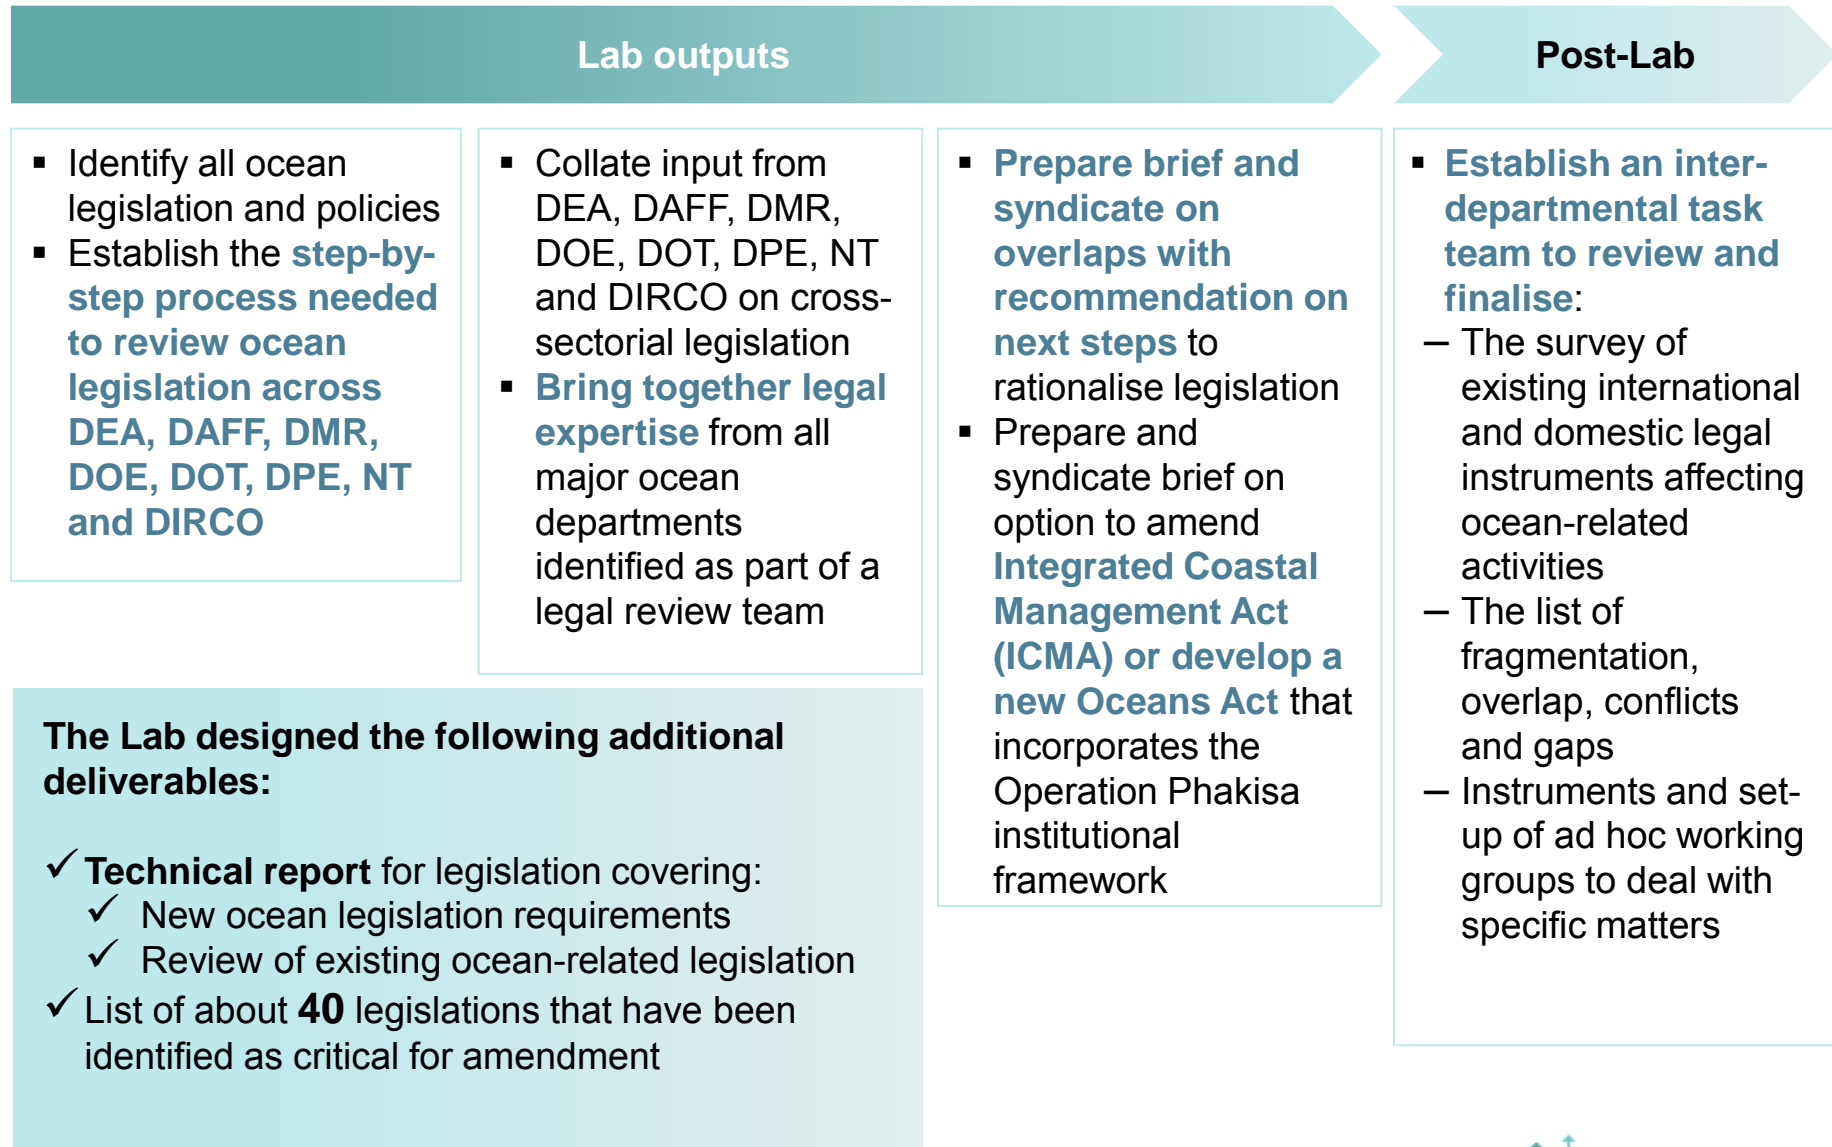 Lab outputs
Post-Lab
▪ Identify all ocean
legislation and policies
▪ Establish the step-by-
step process needed
to review ocean
legislation across
DEA, DAFF, DMR,
DOE, DOT, DPE, NT
and DIRCO
▪ Collate input from
DEA, DAFF, DMR,
DOE, DOT, DPE, NT
and DIRCO on cross-
sectorial legislation
▪ Bring together legal
expertise from all
major ocean
departments
identified as part of a
legal review team
▪ Prepare brief and
syndicate on
overlaps with
recommendation on
next steps to
rationalise legislation
▪ Prepare and
syndicate brief on
option to amend
Integrated Coastal
Management Act
(ICMA) or develop a
new Oceans Act that
incorporates the
Operation Phakisa
institutional
framework
▪ Establish an inter-
departmental task
team to review and
finalise:
– The survey of
existing international
and domestic legal
instruments affecting
ocean-related
activities
– The list of
fragmentation,
overlap, conflicts
and gaps
– Instruments and set-
up of ad hoc working
groups to deal with
specific matters
The Lab designed the following additional
deliverables:
✓ Technical report for legislation covering:
✓ New ocean legislation requirements
✓ Review of existing ocean-related legislation
✓ List of about 40 legislations that have been
identified as critical for amendment